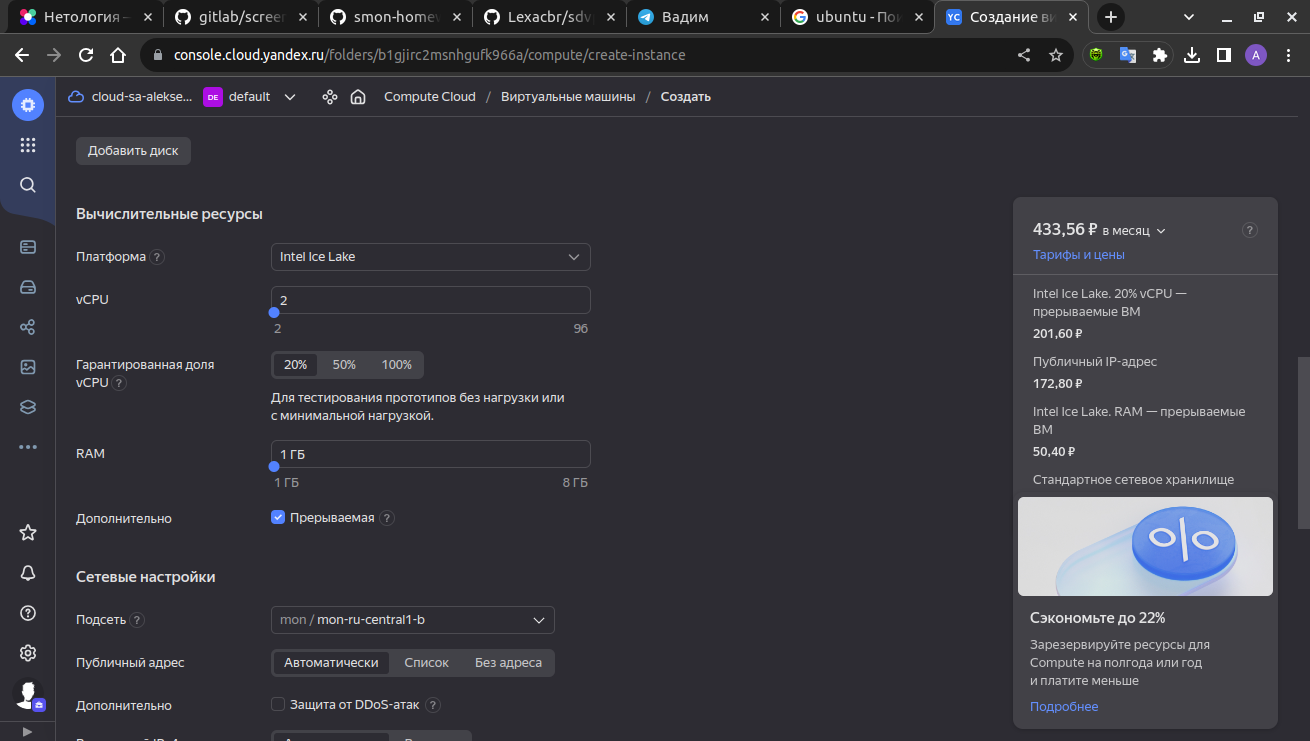 Нетология –
gitlab/screen
smon-homew
Lexacbr/sdv
Вадим
ubuntu - Пои
YC Создание ви
console.cloud.yandex.ru/folders/b1gjirc2msnhgufk966a/compute/create-instance
A
cloud-sa-alekse...
DE default
Compute Cloud / Виртуальные машины / Создать
Добавить диск
Вычислительные ресурсы
Платформа ?
Intel Ice Lake
vCPU
2
2 96
Гарантированная доля
vCPU ?
20% 50% 100%
Для тестирования прототипов без нагрузки или
с минимальной нагрузкой.
RAM
1 ГБ
1 ГБ 8 ГБ
Дополнительно
Прерываемая ?
Сетевые настройки
Подсеть ?
mon / mon-ru-central1-b
Публичный адрес
Автоматически Список Без адреса
Дополнительно
Защита от DDoS-атак ?
433,56 ₽ в месяц ?
Тарифы и цены
Intel Ice Lake. 20% vCPU —
прерываемые ВМ
201,60 ₽
Публичный IP-адрес
172,80 ₽
Intel Ice Lake. RAM — прерываемые
ВМ
50,40 ₽
Стандартное сетевое хранилище
Сэкономьте до 22%
Зарезервируйте ресурсы для
Compute на полгода или год
и платите меньше
Подробнее